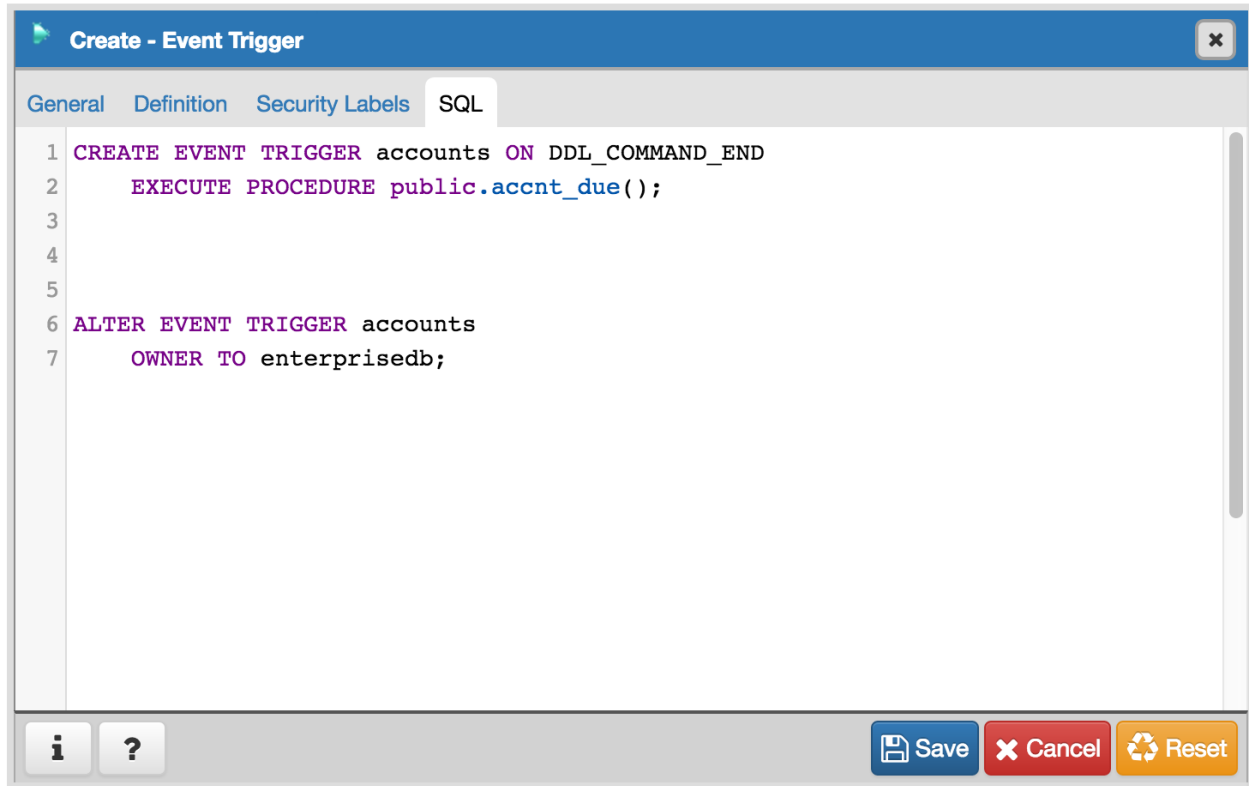 Create - Event Trigger
General Definition Security Labels SQL
1 CREATE EVENT TRIGGER accounts ON DDL_COMMAND_END
2 EXECUTE PROCEDURE public.accnt_due();
3
4
5
6 ALTER EVENT TRIGGER accounts
7 OWNER TO enterprisedb;
i ? Save Cancel Reset